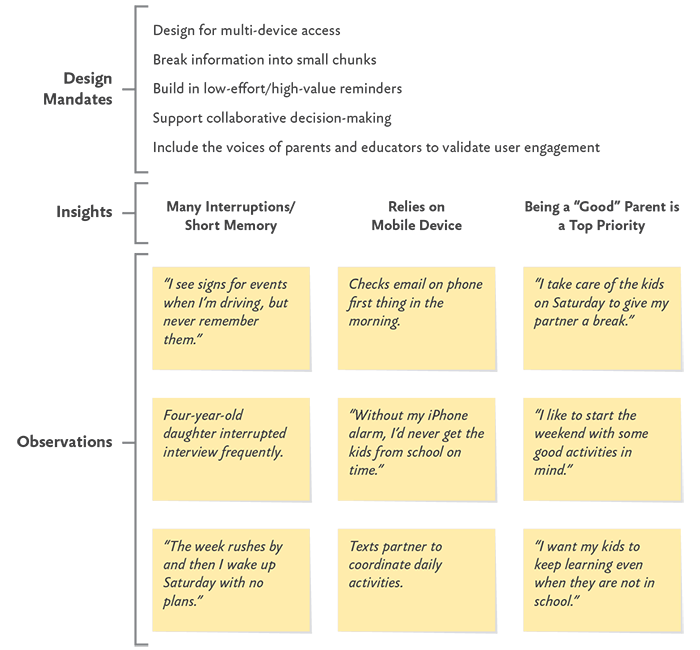 Design Mandates
Design for multi-device access
Break information into small chunks
Build in low-effort/high-value reminders
Support collaborative decision-making
Include the voices of parents and educators to validate user engagement
Insights
Many Interruptions/
Short Memory
Relies on
Mobile Device
Being a “Good” Parent is
a Top Priority
Observations
“I see signs for events
when I’m driving, but
never remember
them.”
Checks email on phone
first thing in the
morning.
“I take care of the kids
on Saturday to give my
partner a break.”
Four-year-old
daughter interrupted
interview frequently.
“Without my iPhone
alarm, I’d never get the
kids from school on
time.”
“I like to start the
weekend with some
good activities in
mind.”
“The week rushes by
and then I wake up
Saturday with no
plans.”
Texts partner to
coordinate daily
activities.
“I want my kids to
keep learning even
when they are not in
school.”